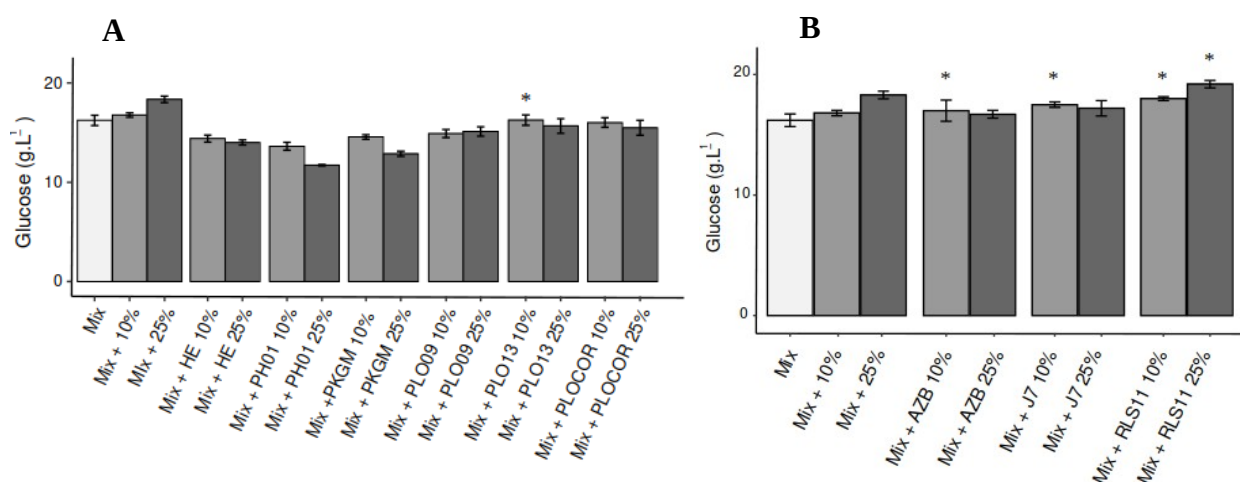 A
Glucose (g.L⁻¹)
20
10
0
Mix
Mix + 10%
MIx + 25%
Mix + HE 10%
Mix + HE 25%
Mix + PH01 10%
Mix + PH01 25%
Mix +PKGM 10%
Mix + PKGM 25%
Mix + PLO09 10%
Mix + PLO09 25%
Mix + PLO13 10%
Mix + PLO13 25%
Mix + PLOCOR 10%
Mix + PLOCOR 25%
*
B
Glucose (g.L⁻¹)
20
10
0
Mix
Mix + 10%
Mix + 25%
Mix + AZB 10%
Mix + AZB 25%
Mix + J7 10%
Mix + J7 25%
Mix + RLS11 10%
Mix + RLS11 25%
*
*
*
*